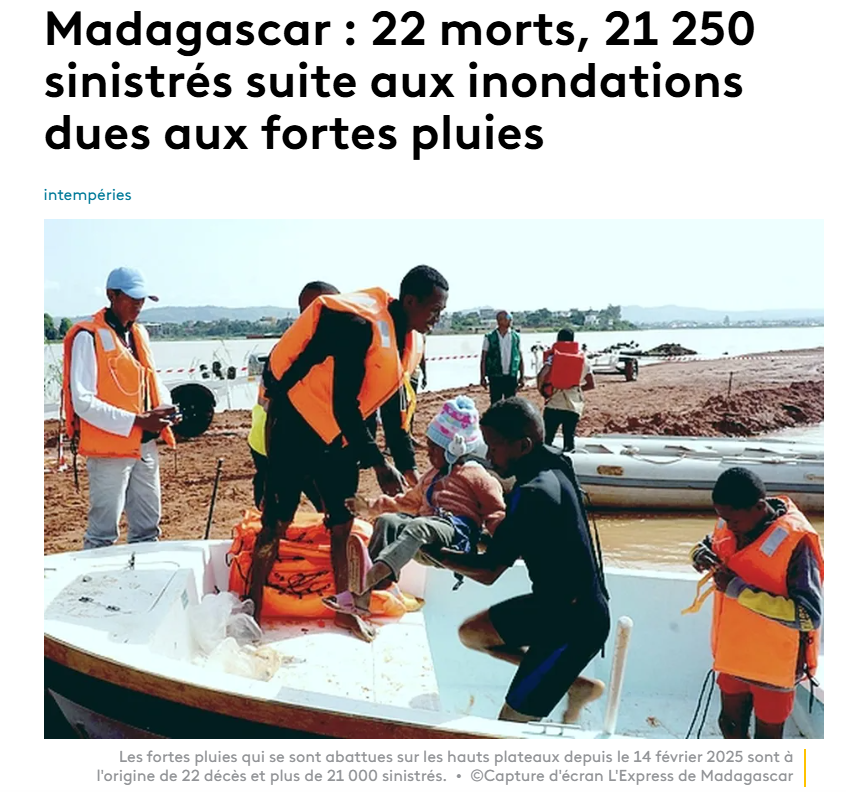 Madagascar : 22 morts, 21 250
sinistrés suite aux inondations
dues aux fortes pluies
intempéries
Les fortes pluies qui se sont abattues sur les hauts plateaux depuis le 14 février 2025 sont à
l'origine de 22 décès et plus de 21 000 sinistrés. • ©Capture d'écran L'Express de Madagascar